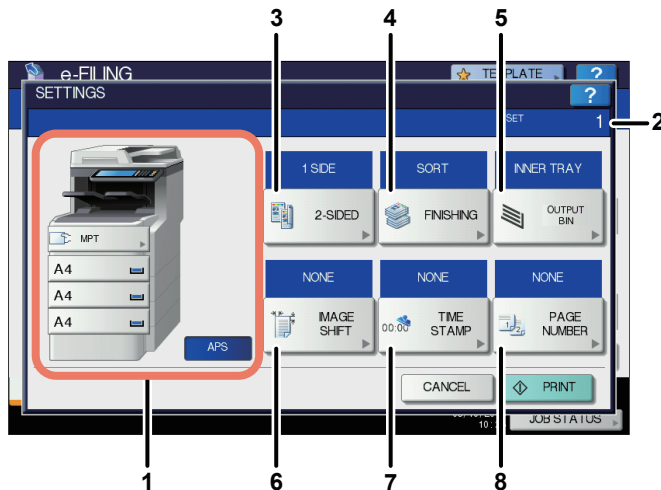 3 4 5
e-FILING TEMPLATE ?
SETTINGS ?
SET 1 2
1 SIDE SORT INNER TRAY
2-SIDED FINISHING OUTPUT
BIN
MPT
A4
A4
A4
APS
NONE NONE NONE
IMAGE
SHIFT
00:00 TIME
STAMP
1 2 PAGE
NUMBER
CANCEL PRINT
JOB STATUS
1 6 7 8